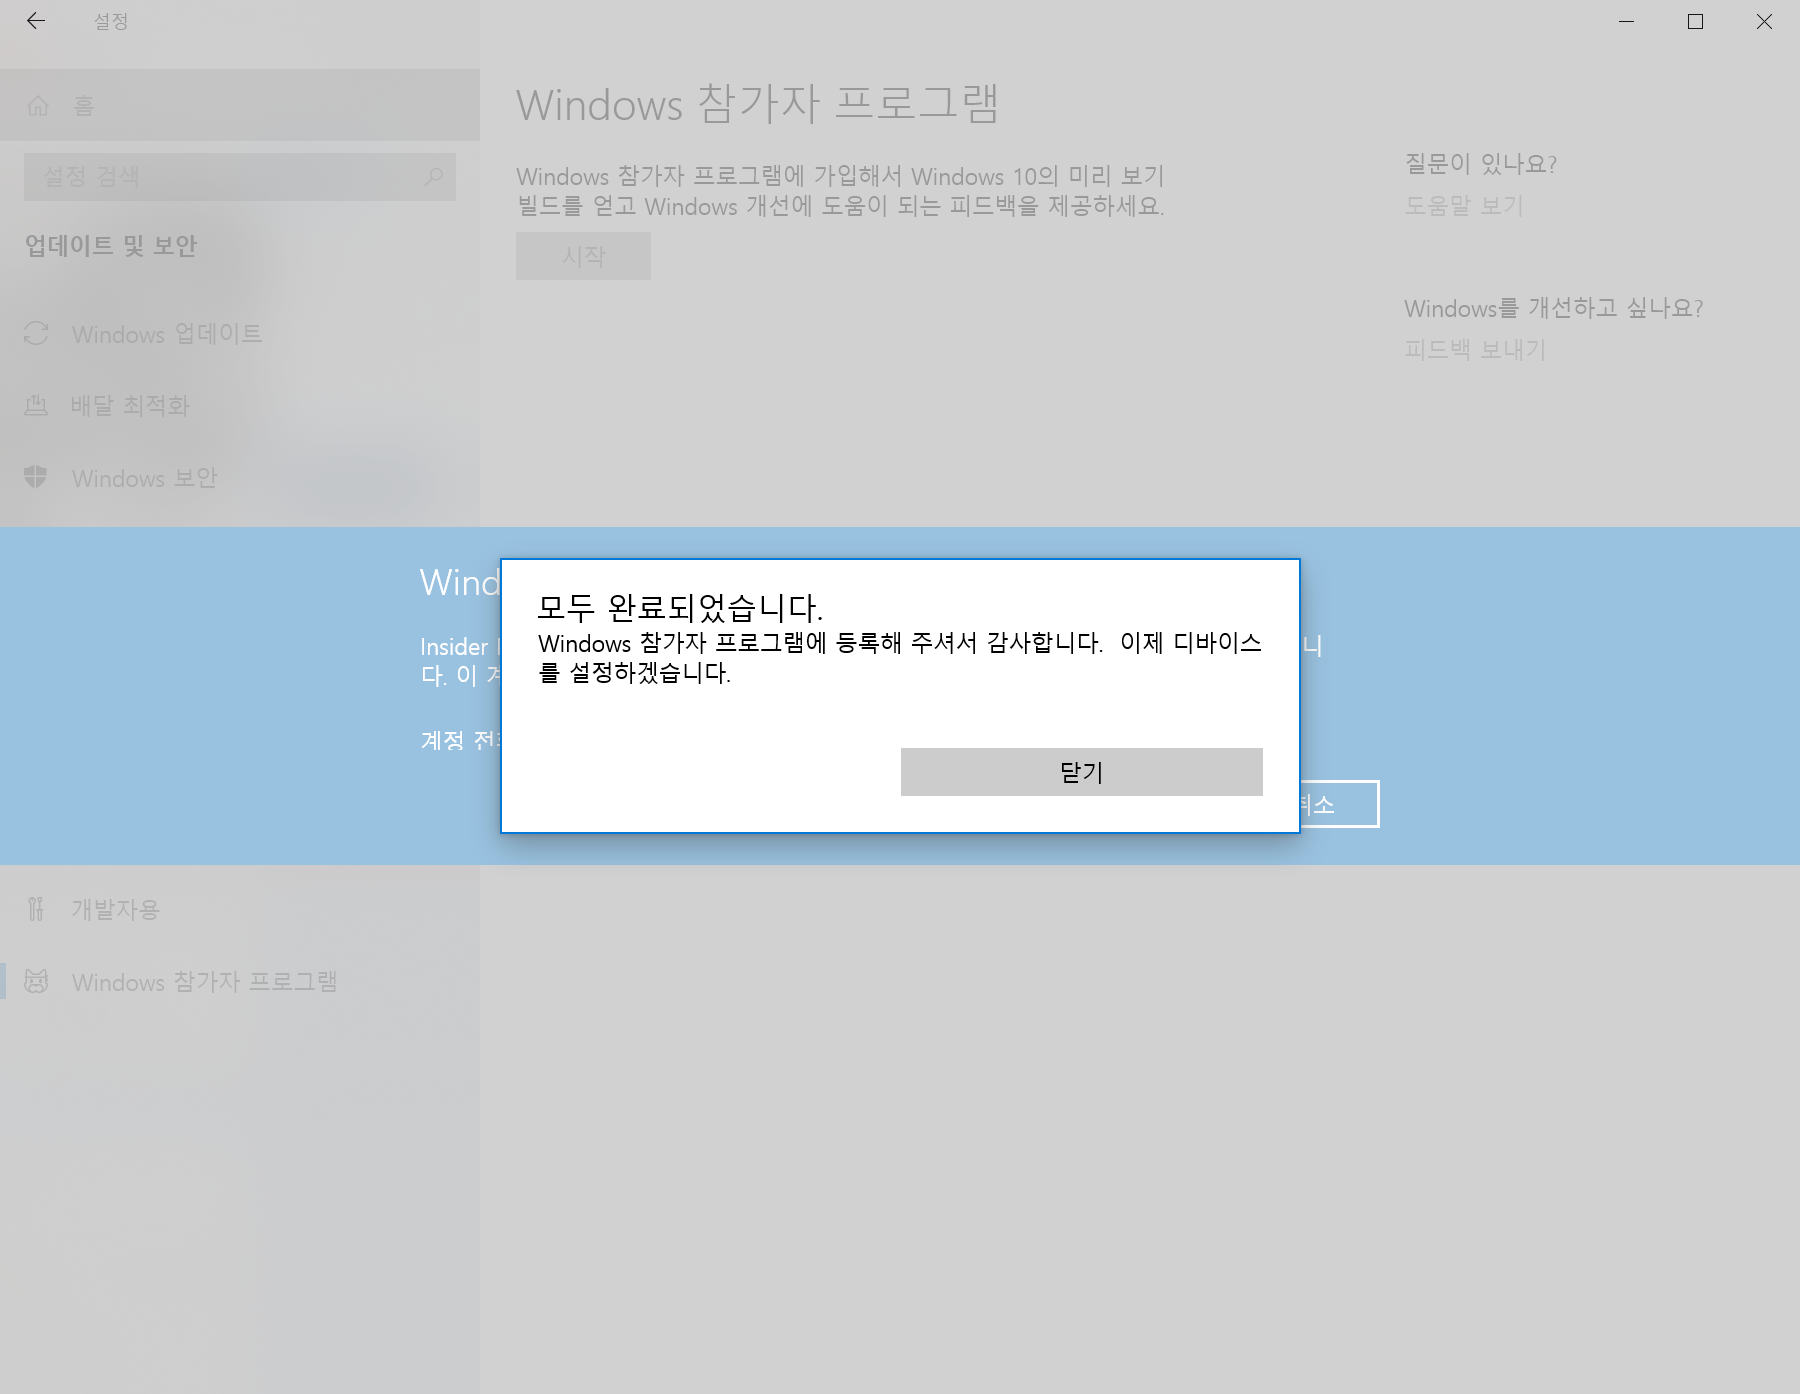 설정
홈
설정 검색
업데이트 및 보안
Windows 업데이트
배달 최적화
Windows 보안
Windows 참가자 프로그램
Windows 참가자 프로그램에 가입해서 Windows 10의 미리 보기
빌드를 얻고 Windows 개선에 도움이 되는 피드백을 제공하세요.
시작
질문이 있나요?
도움말 보기
Windows를 개선하고 싶나요?
피드백 보내기
Insider
니
다. 이
계정
모두 완료되었습니다.
Windows 참가자 프로그램에 등록해 주셔서 감사합니다. 이제 디바이스
를 설정하겠습니다.
닫기
개발자용
Windows 참가자 프로그램